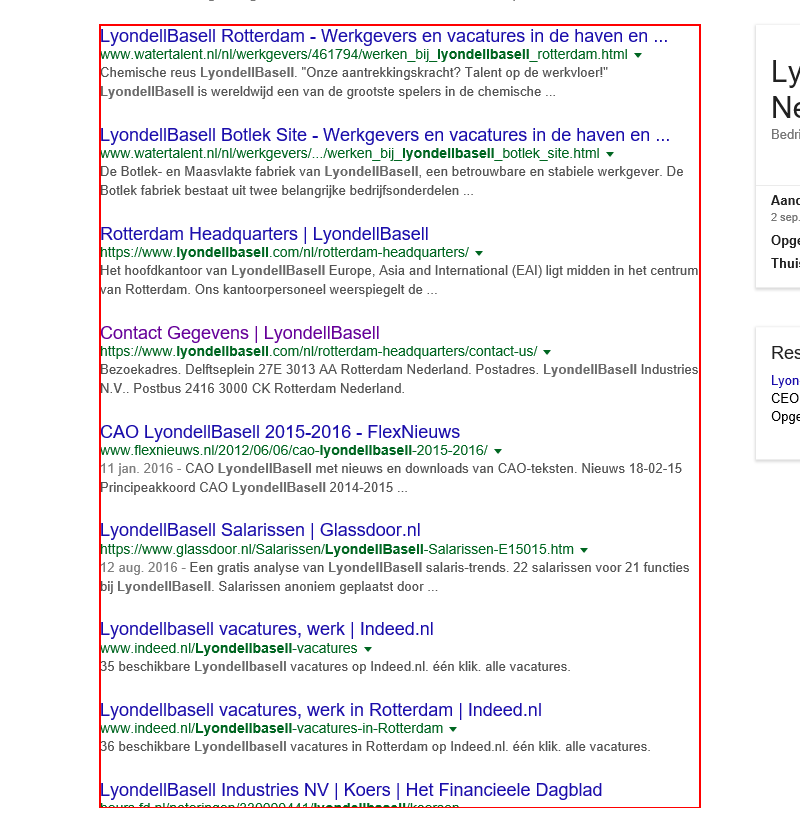 LyondellBasell Rotterdam - Werkgevers en vacatures in de haven en ...
www.watertalent.nl/nl/werkgevers/461794/werken_bij_lyondellbasell_rotterdam.html
Chemische reus LyondellBasell. "Onze aantrekkingskracht? Talent op de werkvloer!"
LyondellBasell is wereldwijd een van de grootste spelers in de chemische ...
LyondellBasell Botlek Site - Werkgevers en vacatures in de haven en ...
www.watertalent.nl/nl/werkgevers/.../werken_bij_lyondellbasell_botlek_site.html
De Botlek- en Maasvlakte fabriek van LyondellBasell, een betrouwbare en stabiele werkgever. De
Botlek fabriek bestaat uit twee belangrijke bedrijfsonderdelen ...
Rotterdam Headquarters | LyondellBasell
https://www.lyondellbasell.com/nl/rotterdam-headquarters/
Het hoofdkantoor van LyondellBasell Europe, Asia and International (EAI) ligt midden in het centrum
van Rotterdam. Ons kantoorpersoneel weerspiegelt de ...
Contact Gegevens | LyondellBasell
https://www.lyondellbasell.com/nl/rotterdam-headquarters/contact-us/
Bezoekadres. Delftseplein 27E 3013 AA Rotterdam Nederland. Postadres. LyondellBasell Industries
N.V.. Postbus 2416 3000 CK Rotterdam Nederland.
CAO LyondellBasell 2015-2016 - FlexNieuws
www.flexnieuws.nl/2012/06/06/cao-lyondellbasell-2015-2016/
11 jan. 2016 - CAO LyondellBasell met nieuws en downloads van CAO-teksten. Nieuws 18-02-15
Principeakkoord CAO LyondellBasell 2014-2015 ...
LyondellBasell Salarissen | Glassdoor.nl
https://www.glassdoor.nl/Salarissen/LyondellBasell-Salarissen-E15015.htm
12 aug. 2016 - Een gratis analyse van LyondellBasell salaris-trends. 22 salarissen voor 21 functies
bij LyondellBasell. Salarissen anoniem geplaatst door ...
Lyondellbasell vacatures, werk | Indeed.nl
www.indeed.nl/Lyondellbasell-vacatures
35 beschikbare Lyondellbasell vacatures op Indeed.nl. één klik. alle vacatures.
Lyondellbasell vacatures, werk in Rotterdam | Indeed.nl
www.indeed.nl/Lyondellbasell-vacatures-in-Rotterdam
36 beschikbare Lyondellbasell vacatures in Rotterdam op Indeed.nl. één klik. alle vacatures.
LyondellBasell Industries NV | Koers | Het Financieele Dagblad
Ly
Ne
Bedri
Aand
2 sep.
Opge
Thuis
Res
Lyon
CEO
Opge